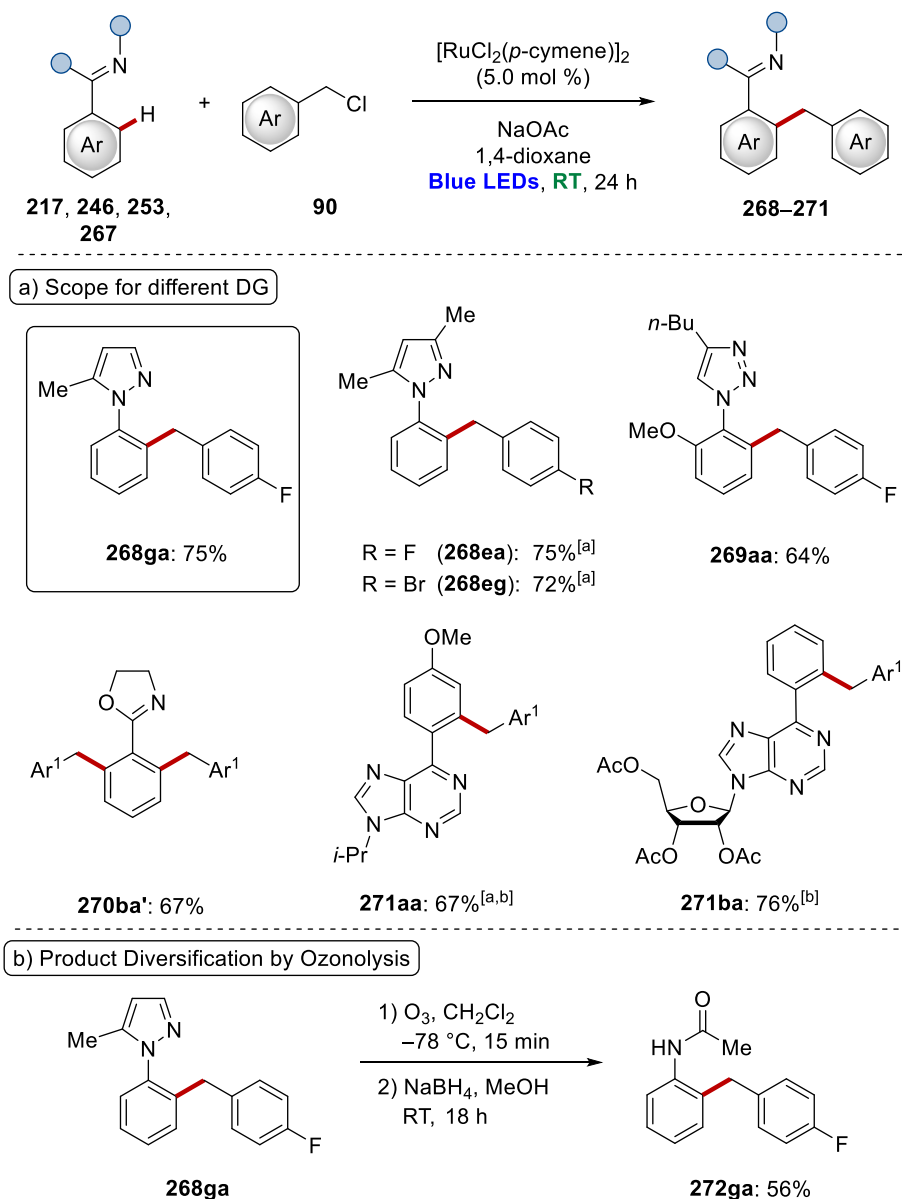 N
H
Ar
+
Cl
Ar
[RuCl2(p-cymene)]2
(5.0 mol %)
NaOAc
1,4-dioxane
Blue LEDs, RT, 24 h
N
Ar
Ar
217, 246, 253,
267
90
268–271
a) Scope for different DG
Me
N
N
F
268ga: 75%
Me
Me
N
N
R
R = F (268ea): 75%[a]
R = Br (268eg): 72%[a]
n-Bu
N
N
N
MeO
F
269aa: 64%
O
N
Ar1
Ar1
270ba': 67%
OMe
Ar1
N
N
N
N
i-Pr
271aa: 67%[a,b]
Ar1
N
N
N
N
AcO
O
AcO
OAc
271ba: 76%[b]
b) Product Diversification by Ozonolysis
Me
N
N
F
268ga
1) O3, CH2Cl2
–78 °C, 15 min
2) NaBH4, MeOH
RT, 18 h
O
HN
Me
F
272ga: 56%